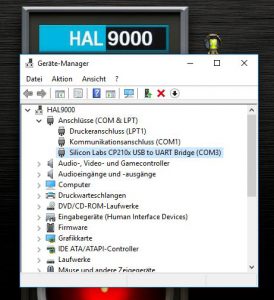 HAL 9000
Geräte-Manager
Datei Aktion Ansicht ?
HAL9000
Anschlüsse (COM & LPT)
Druckeranschluss (LPT1)
Kommunikationsanschluss (COM1)
Silicon Labs CP210x USB to UART Bridge (COM3)
Audio-, Video- und Gamecontroller
Audioeingänge und -ausgänge
Computer
Druckwarteschlangen
DVD/CD-ROM-Laufwerke
Eingabegeräte (Human Interface Devices)
Firmware
Grafikkarte
IDE ATA/ATAPI-Controller
Laufwerke
Mäuse und andere Zeigegeräte